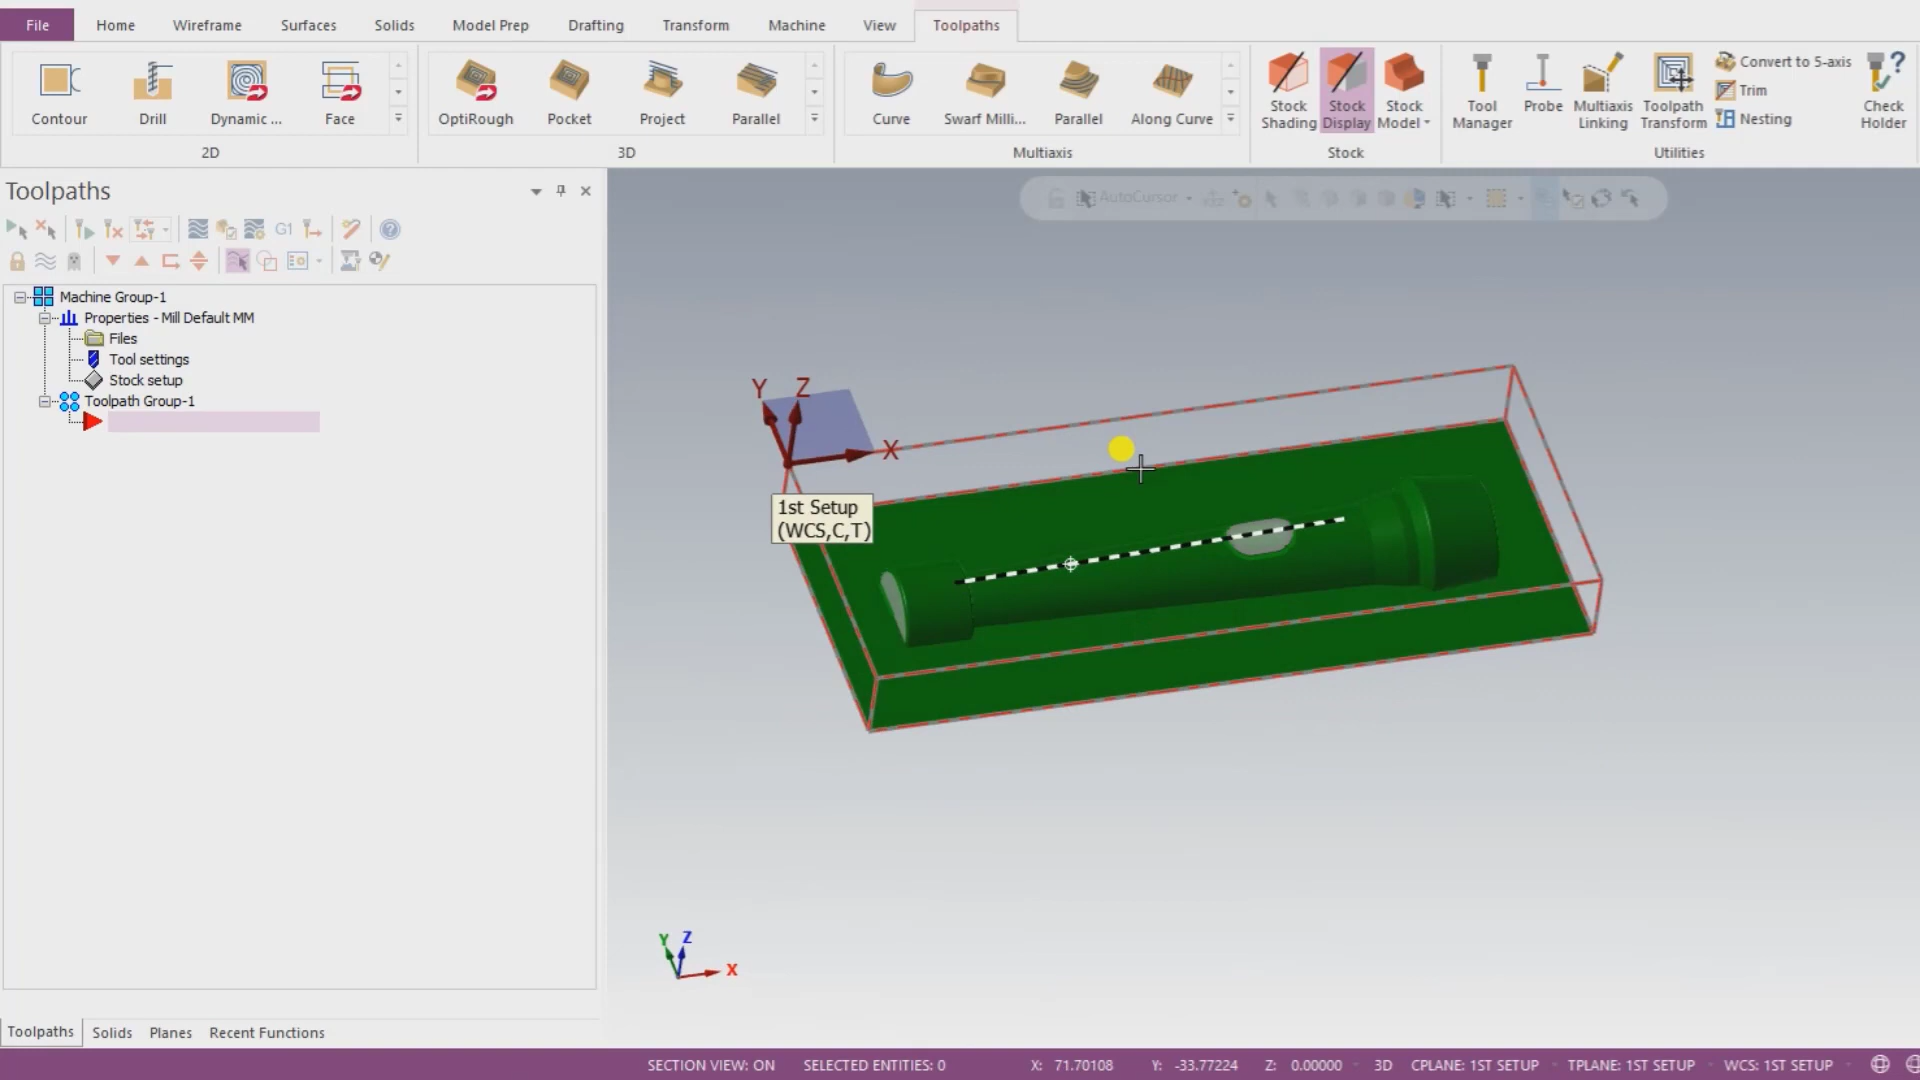 File Home Wireframe Surfaces Solids Model Prep Drafting Transform Machine View Toolpaths
Contour Drill Dynamic ... Face
2D
OptiRough Pocket Project Parallel
3D
Curve Swarf Milli... Parallel Along Curve
Multiaxis
Stock Shading
Stock Display
Stock Model
Stock
Tool Manager
Probe
Multiaxis Linking
Toolpath Transform
Convert to 5-axis
Trim
Nesting
Check Holder
Utilities
Toolpaths
AutoCursor
G1
Machine Group-1
Properties - Mill Default MM
Files
Tool settings
Stock setup
Toolpath Group-1
Y Z
X
1st Setup
(WCS,C,T)
Y Z
X
Toolpaths Solids Planes Recent Functions
SECTION VIEW: ON SELECTED ENTITIES: 0 X: 71.70108 Y: -33.77224 Z: 0.00000 3D CPLANE: 1ST SETUP TPLANE: 1ST SETUP WCS: 1ST SETUP